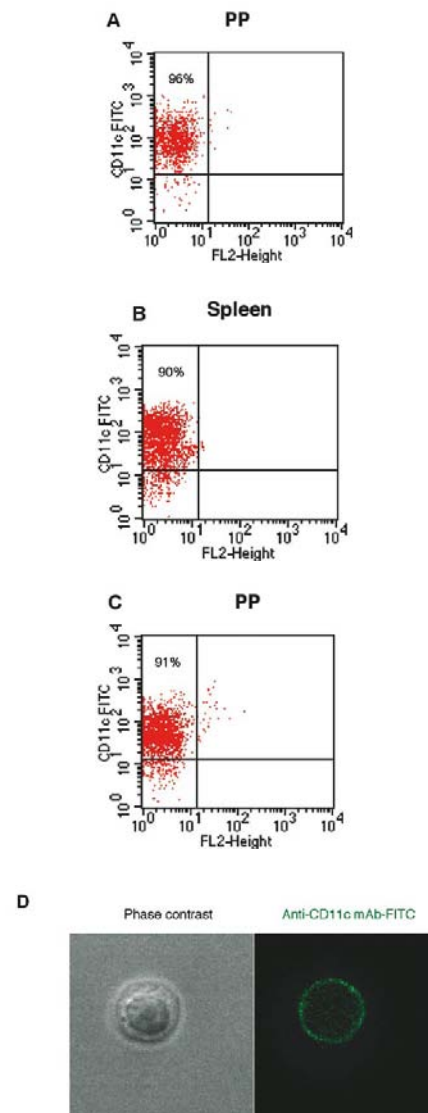 A PP
96%
CD11c FITC
10^0 10^1 10^2 10^3 10^4
10^0 10^1 10^2 10^3 10^4
FL2-Height
B Spleen
90%
CD11c FITC
10^0 10^1 10^2 10^3 10^4
10^0 10^1 10^2 10^3 10^4
FL2-Height
C PP
91%
CD11c FITC
10^0 10^1 10^2 10^3 10^4
10^0 10^1 10^2 10^3 10^4
FL2-Height
D
Phase contrast Anti-CD11c mAb-FITC